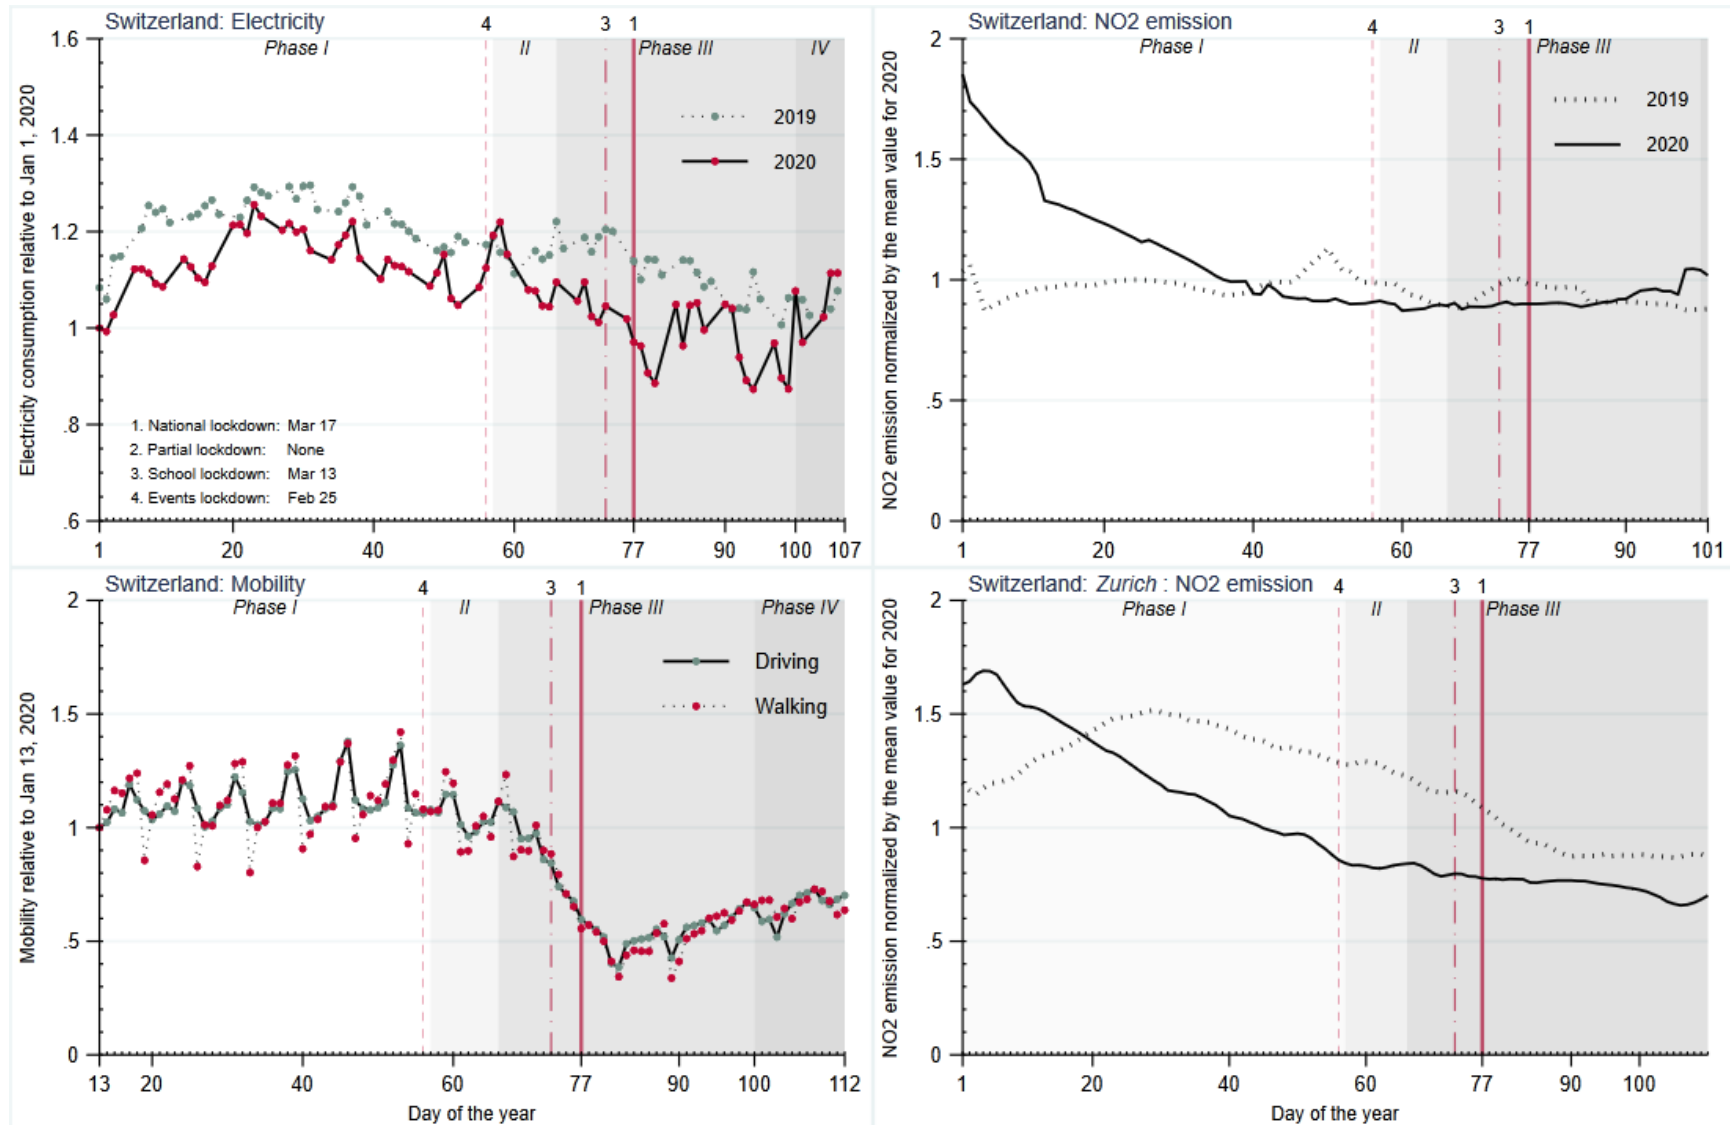 Switzerland: Electricity
4 3 1
Phase I II Phase III IV
Electricity consumption relative to Jan 1, 2020
1.6
1.4
1.2
1
.8
.6
2019
2020
1. National lockdown: Mar 17
2. Partial lockdown: None
3. School lockdown: Mar 13
4. Events lockdown: Feb 25
1 20 40 60 77 90 100 107
Switzerland: NO2 emission
4 3 1
Phase I II Phase III
NO2 emission normalized by the mean value for 2020
2
1.5
1
.5
0
2019
2020
1 20 40 60 77 90 101
Switzerland: Mobility
4 3 1
Phase I II Phase III Phase IV
Mobility relative to Jan 13, 2020
2
1.5
1
.5
0
Driving
Walking
13 20 40 60 77 90 100 112
Day of the year
Switzerland: Zurich : NO2 emission
4 3 1
Phase I II Phase III
NO2 emission normalized by the mean value for 2020
2
1.5
1
.5
0
1 20 40 60 77 90 100
Day of the year